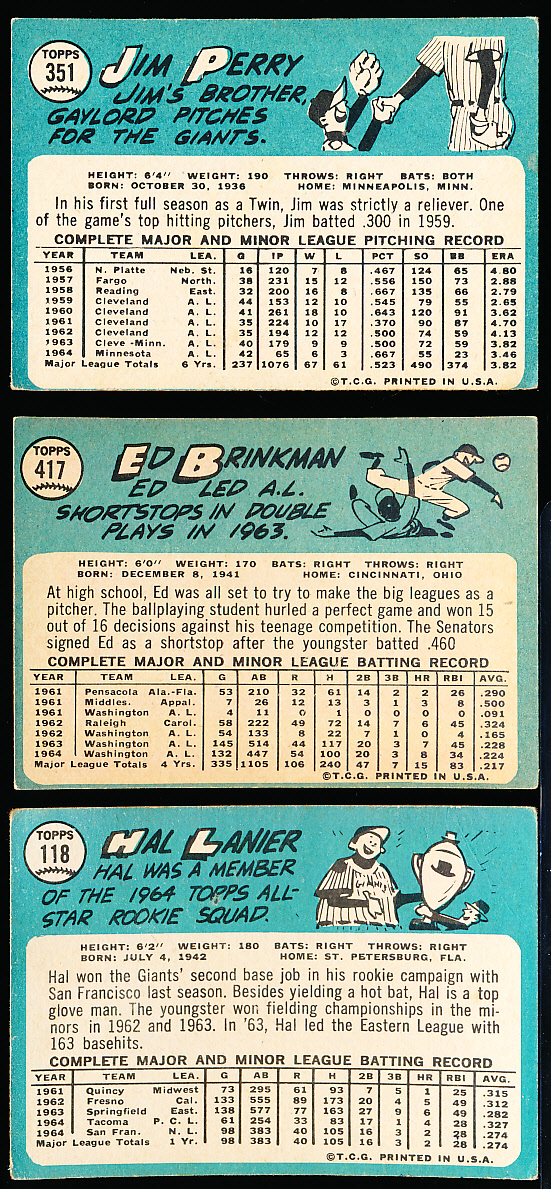 TOPPS
351
JIM PERRY
JIM'S BROTHER,
GAYLORD PITCHES
FOR THE GIANTS.
HEIGHT: 6'4" WEIGHT: 190 THROWS: RIGHT BATS: BOTH
BORN: OCTOBER 30, 1936 HOME: MINNEAPOLIS, MINN.
In his first full season as a Twin, Jim was strictly a reliever. One
of the game's top hitting pitchers, Jim batted .300 in 1959.
COMPLETE MAJOR AND MINOR LEAGUE PITCHING RECORD
YEAR TEAM LEA. G IP W L PCT SO BB ERA
1956 N. Platte Neb. St. 16 120 7 8 .467 124 65 4.80
1957 Fargo North. 38 231 15 12 .556 150 73 2.88
1958 Reading East. 32 200 16 8 .667 135 66 2.79
1959 Cleveland A. L. 44 153 12 10 .545 79 55 2.65
1960 Cleveland A. L. 41 261 18 10 .643 120 91 3.62
1961 Cleveland A. L. 35 224 10 17 .370 90 87 4.70
1962 Cleveland A. L. 35 194 12 12 .500 74 59 4.13
1963 Cleve-Minn. A. L. 40 179 9 9 .500 72 59 3.82
1964 Minnesota A. L. 42 65 6 3 .667 55 23 3.46
Major League Totals 6 Yrs. 237 1076 67 61 .523 490 374 3.82
©T.C.G. PRINTED IN U.S.A.
TOPPS
417
ED BRINKMAN
ED LED A.L.
SHORTSTOPS IN DOUBLE
PLAYS IN 1963.
HEIGHT: 6'0" WEIGHT: 170 BATS: RIGHT THROWS: RIGHT
BORN: DECEMBER 8, 1941 HOME: CINCINNATI, OHIO
At high school, Ed was all set to try to make the big leagues as a
pitcher. The ballplaying student hurled a perfect game and won 15
out of 16 decisions against his teenage competition. The Senators
signed Ed as a shortstop after the youngster batted .460
COMPLETE MAJOR AND MINOR LEAGUE BATTING RECORD
YEAR TEAM LEA. G AB R H 2B 3B HR RBI AVG.
1961 Pensacola Ala.-Fla. 53 210 32 61 14 2 2 26 .290
1961 Middles. Appal. 7 26 12 13 3 1 3 8 .500
1961 Washington A. L. 4 11 0 1 0 0 0 0 .091
1962 Raleigh Carol. 58 222 49 72 14 7 6 45 .324
1962 Washington A. L. 54 133 8 22 7 1 0 4 .165
1963 Washington A. L. 145 514 44 117 20 3 7 45 .228
1964 Washington A. L. 132 447 54 100 20 3 8 34 .224
Major League Totals 4 Yrs. 335 1105 106 240 47 7 15 83 .217
©T.C.G. PRINTED IN U.S.A.
TOPPS
118
HAL LANIER
HAL WAS A MEMBER
OF THE 1964 TOPPS ALL-
STAR ROOKIE SQUAD.
GIANTS
HEIGHT: 6'2" WEIGHT: 180 BATS: RIGHT THROWS: RIGHT
BORN: JULY 4, 1942 HOME: ST. PETERSBURG, FLA.
Hal won the Giants' second base job in his rookie campaign with
San Francisco last season. Besides yielding a hot bat, Hal is a top
glove man. The youngster won fielding championships in the mi-
nors in 1962 and 1963. In '63, Hal led the Eastern League with
163 basehits.
COMPLETE MAJOR AND MINOR LEAGUE BATTING RECORD
YEAR TEAM LEA. G AB R H 2B 3B HR RBI AVG.
1961 Quincy Midwest 73 295 61 93 7 5 1 25 .315
1962 Fresno Cal. 133 555 89 173 20 4 5 49 .312
1963 Springfield East. 138 577 77 163 27 9 6 49 .282
1964 Tacoma P. C. L. 61 254 33 83 17 1 4 28 .327
1964 San Fran. N. L. 98 383 40 105 16 3 2 28 .274
Major League Totals 1 Yr. 98 383 40 105 16 3 2 28 .274
©T.C.G. PRINTED IN U.S.A.